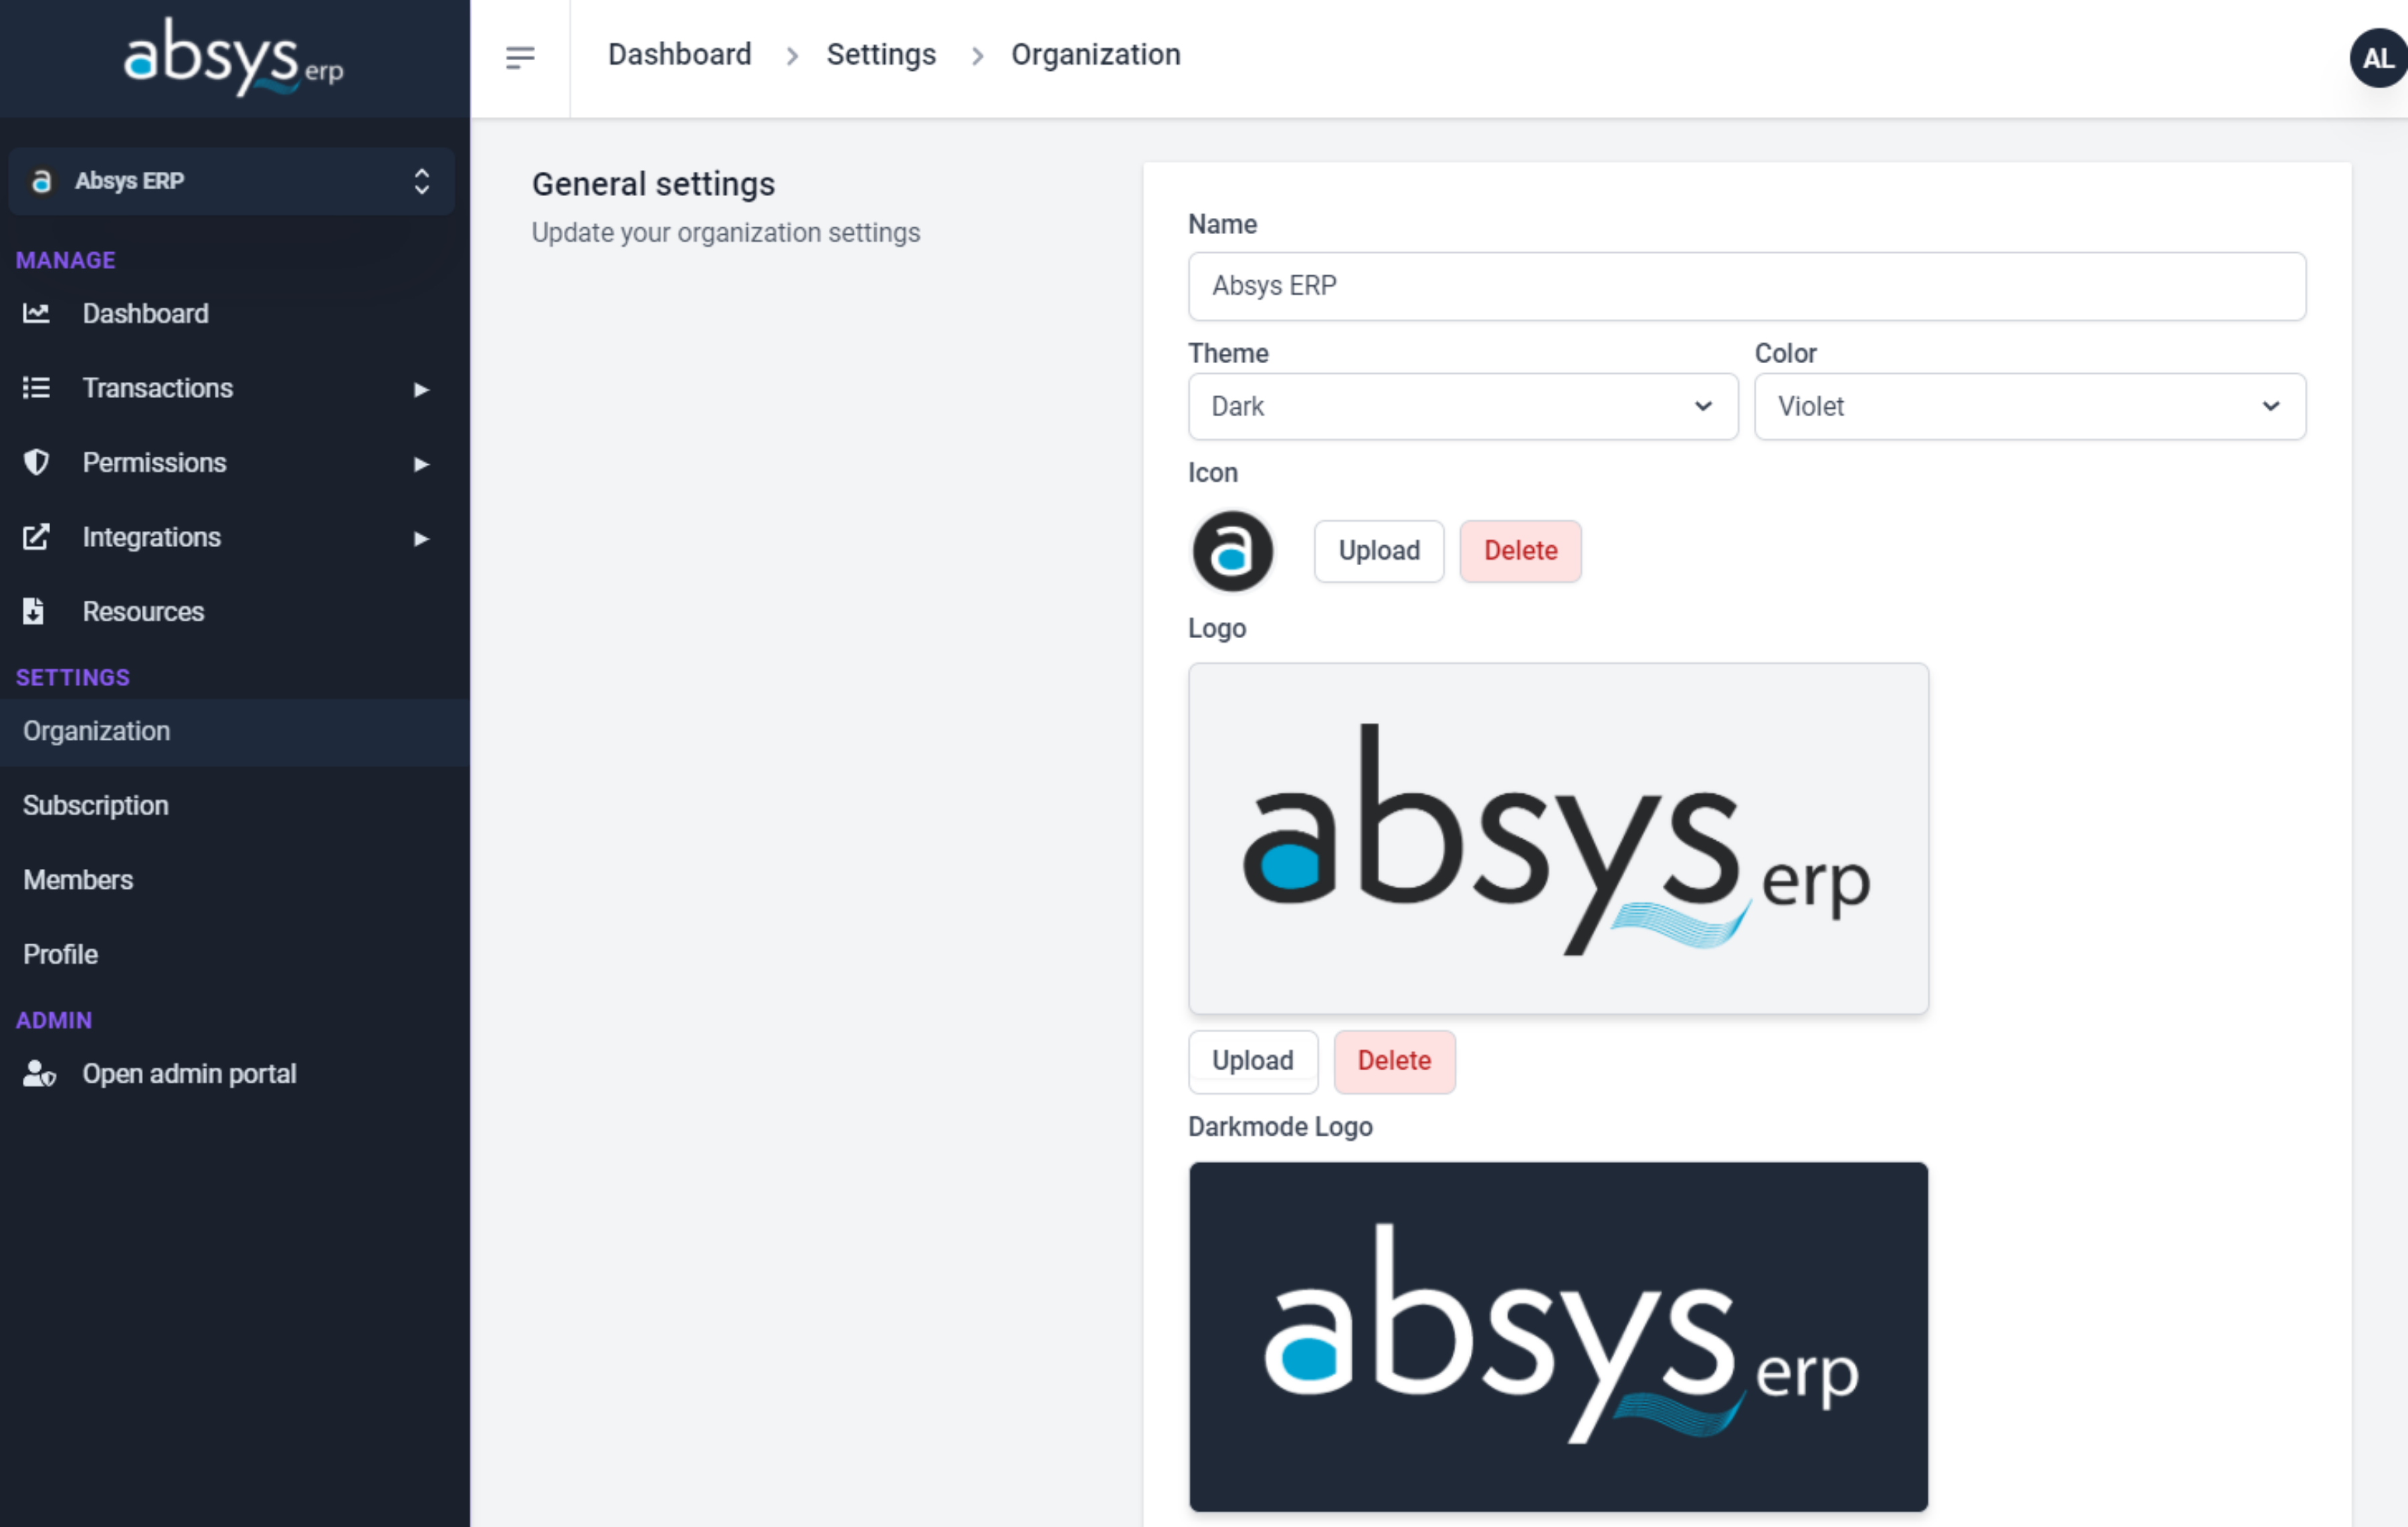 absys erp
Absys ERP
MANAGE
Dashboard
Transactions
Permissions
Integrations
Resources
SETTINGS
Organization
Subscription
Members
Profile
ADMIN
Open admin portal
Dashboard > Settings > Organization
AL
General settings
Update your organization settings
Name
Absys ERP
Theme Color
Dark Violet
Icon
a Upload Delete
Logo
absys erp
Upload Delete
Darkmode Logo
absys erp